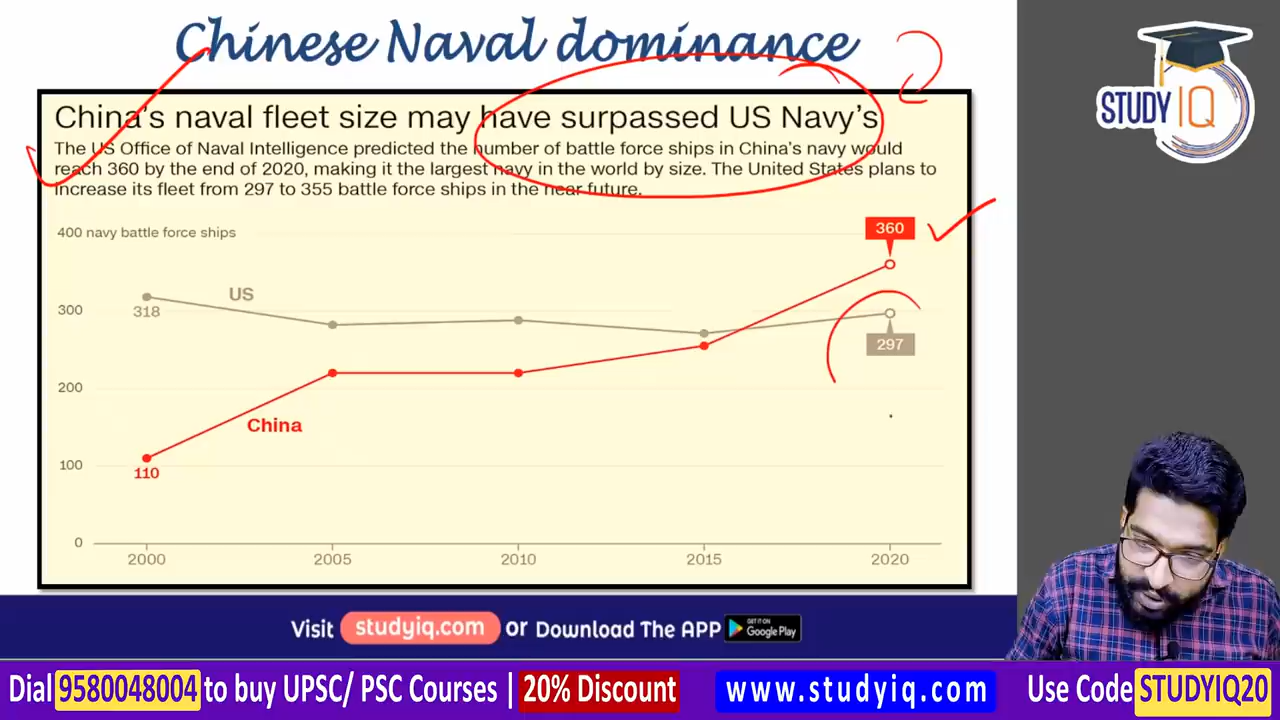 Chinese Naval dominance
China's naval fleet size may have surpassed US Navy's
The US Office of Naval Intelligence predicted the number of battle force ships in China's navy would
reach 360 by the end of 2020, making it the largest navy in the world by size. The United States plans to
increase its fleet from 297 to 355 battle force ships in the near future.
400 navy battle force ships
360
US
300
318
297
200
China
100
110
0
2000 2005 2010 2015 2020
STUDY IQ
Visit studyiq.com or Download The APP GET IT ON Google Play
Dial 9580048004 to buy UPSC/ PSC Courses | 20% Discount www.studyiq.com Use Code STUDYIQ20